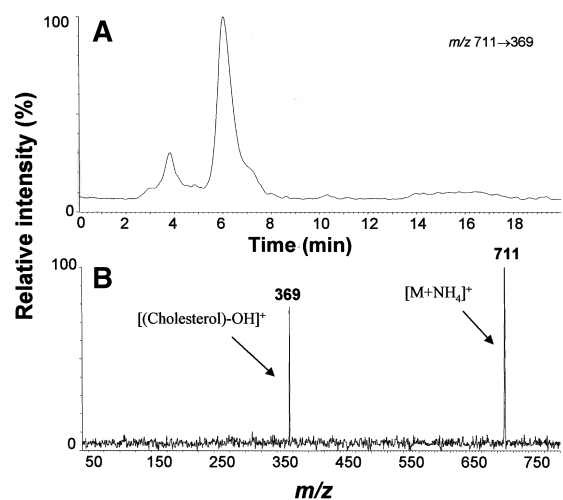 100
A
m/z 711→369
0
0 2 4 6 8 10 12 14 16 18
Time (min)
Relative intensity (%)
100
B
711
[M+NH₄]⁺
369
[(Cholesterol)-OH]⁺
0
50 150 250 350 450 550 650 750
m/z